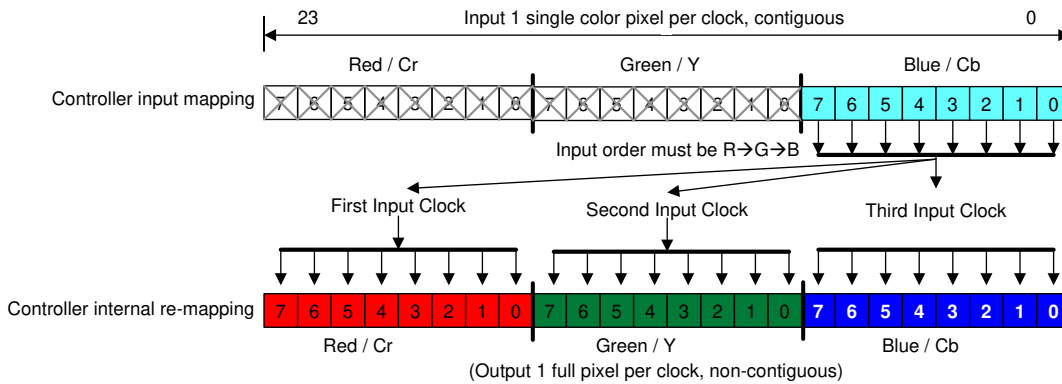 23 Input 1 single color pixel per clock, contiguous 0
Red / Cr Green / Y Blue / Cb
Controller input mapping 7 6 5 4 3 2 1 0 7 6 5 4 3 2 1 0 7 6 5 4 3 2 1 0
Input order must be R→G→B
First Input Clock Second Input Clock Third Input Clock
Controller internal re-mapping 7 6 5 4 3 2 1 0 7 6 5 4 3 2 1 0 7 6 5 4 3 2 1 0
Red / Cr Green / Y Blue / Cb
(Output 1 full pixel per clock, non-contiguous)